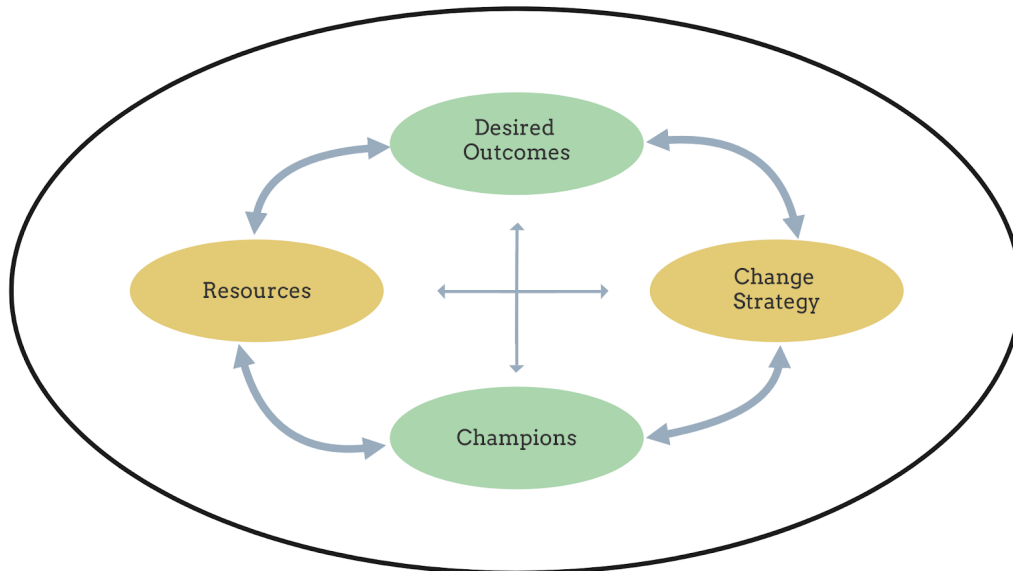 Desired
Outcomes
Resources
Change
Strategy
Champions